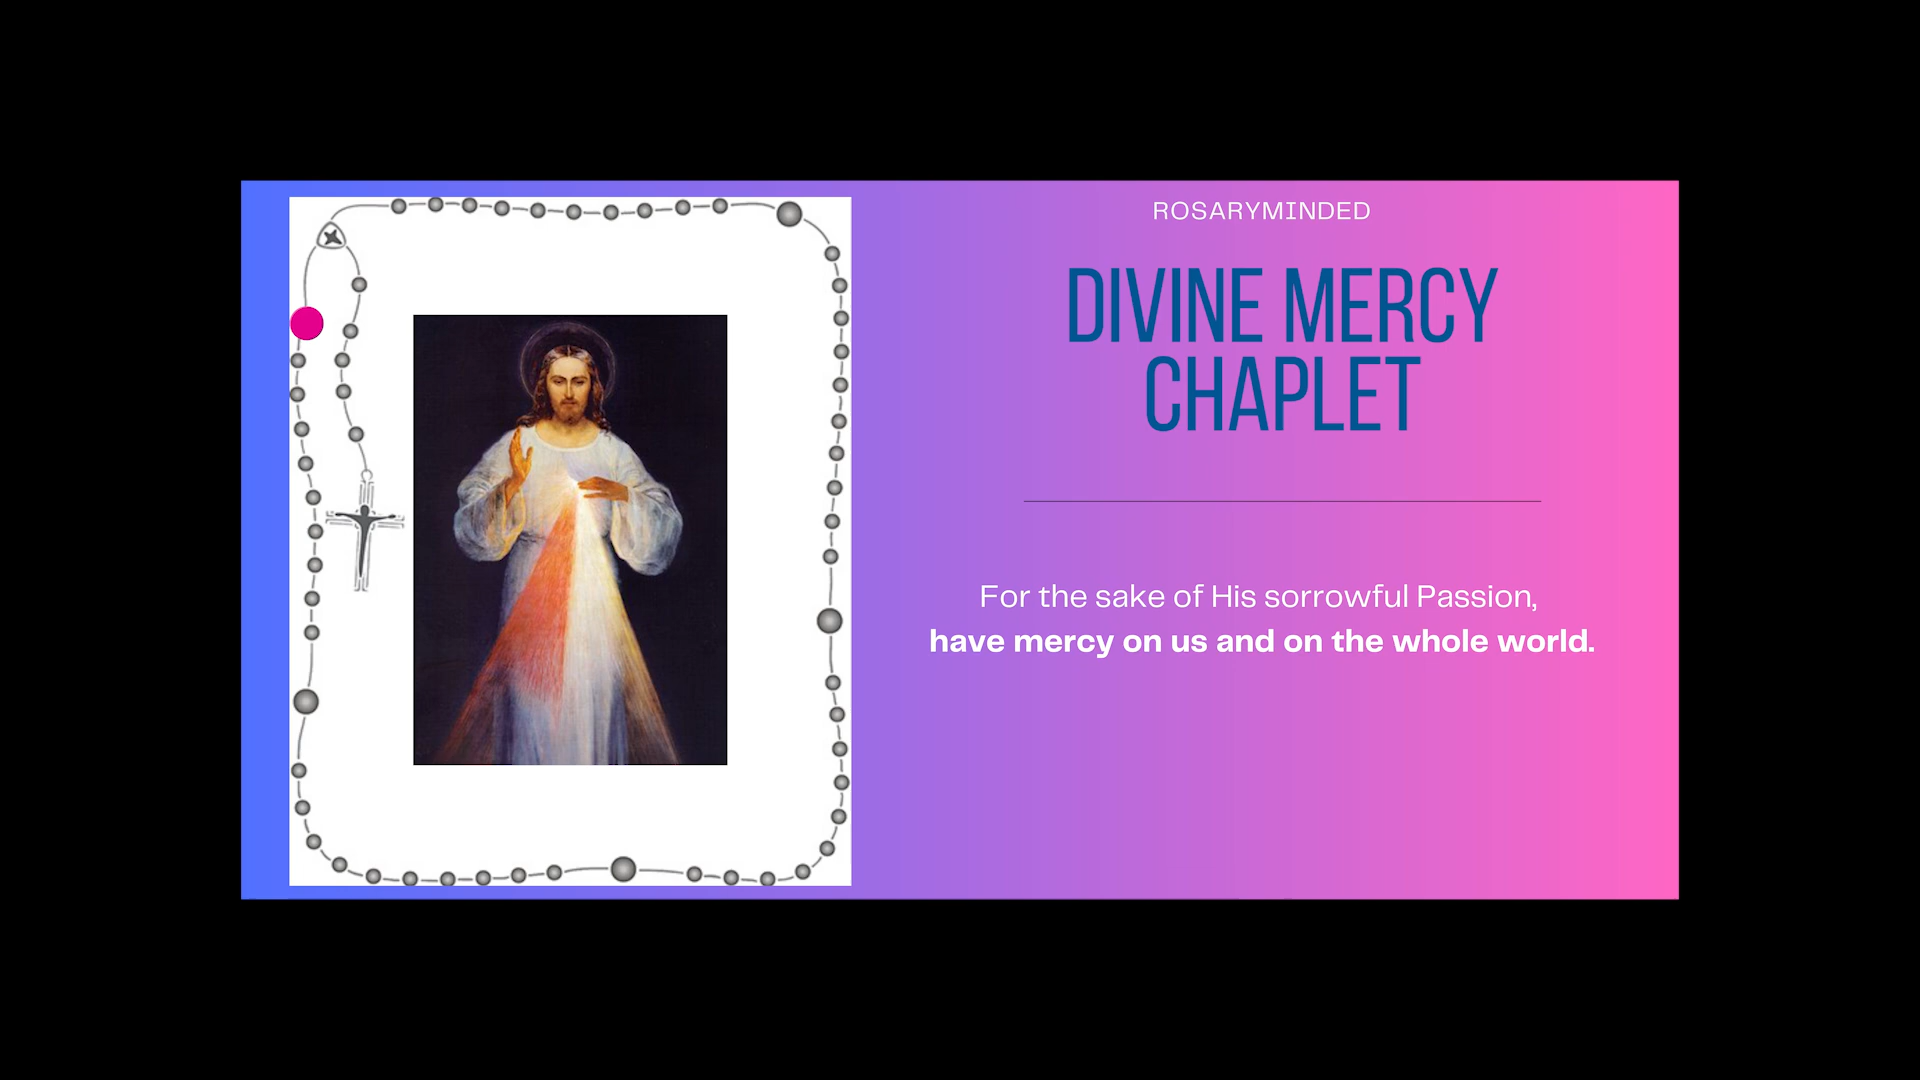 ROSARYMINDED
DIVINE MERCY
CHAPLET
For the sake of His sorrowful Passion,
have mercy on us and on the whole world.